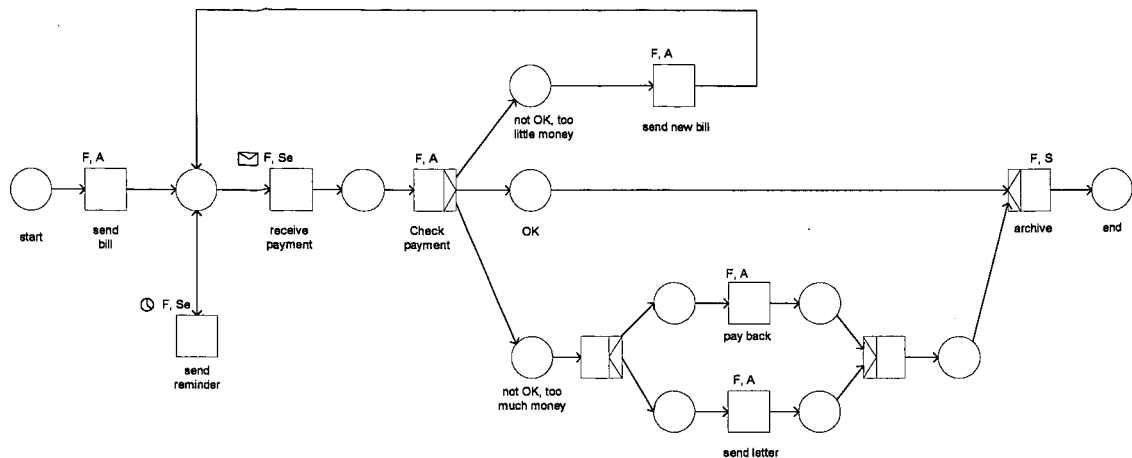 F, A
not OK, too
little money
send new bill
F, A
F, Se
F, A
F, S
start
send
bill
receive
payment
Check
payment
OK
archive
end
F, Se
send
reminder
F, A
pay back
not OK, too
much money
F, A
send letter